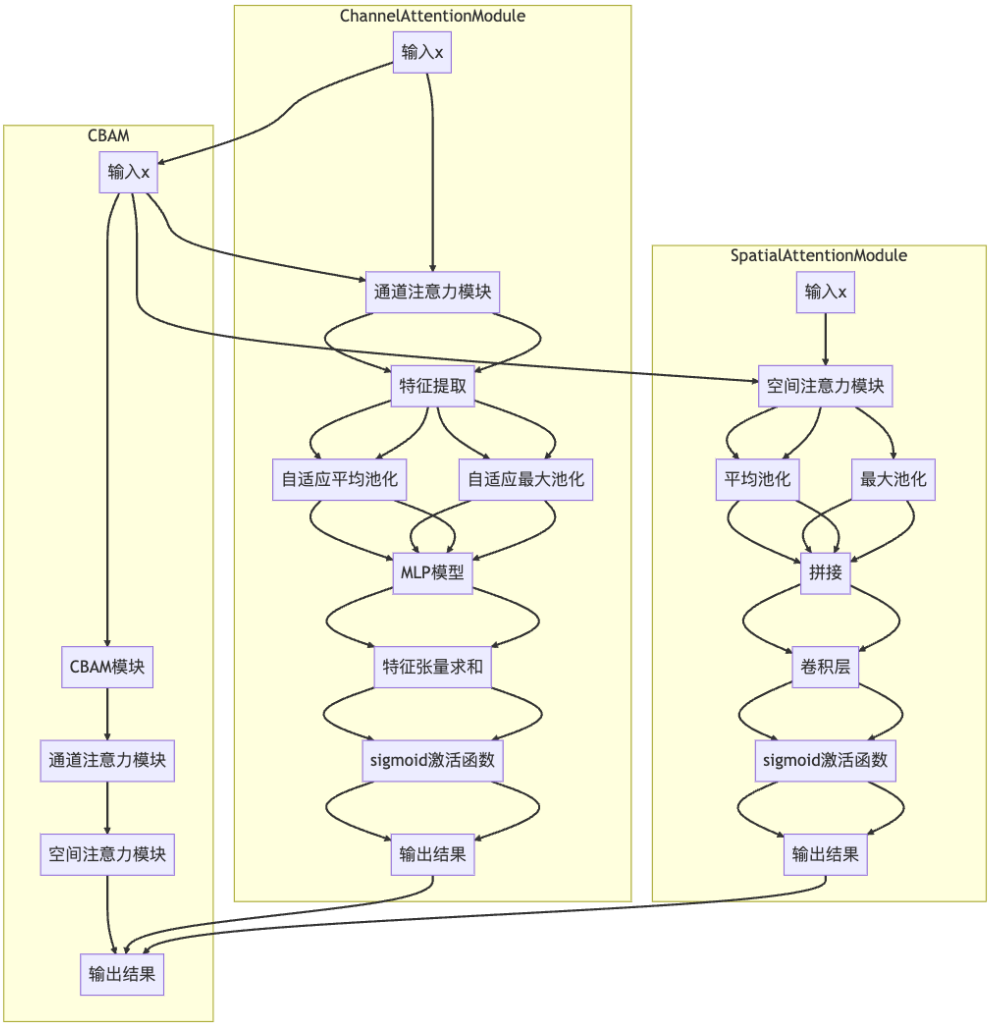 ChannelAttentionModule
输入x
CBAM
输入x
通道注意力模块
SpatialAttentionModule
输入x
特征提取
空间注意力模块
自适应平均池化
自适应最大池化
平均池化
最大池化
MLP模型
拼接
CBAM模块
特征张量求和
卷积层
通道注意力模块
sigmoid激活函数
sigmoid激活函数
空间注意力模块
输出结果
输出结果
输出结果